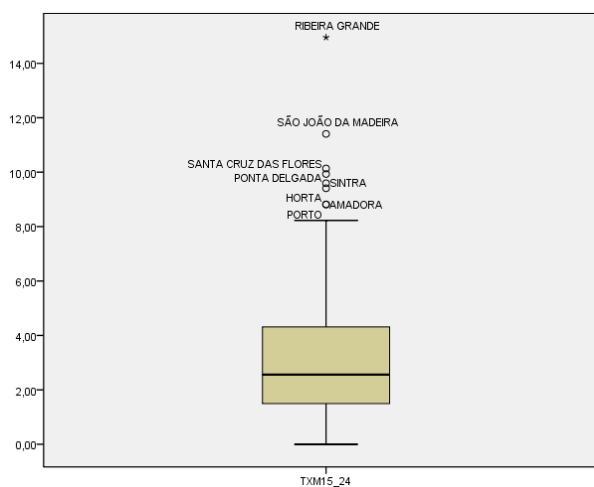 RIBEIRA GRANDE
14,00
SÃO JOÃO DA MADEIRA
12,00
SANTA CRUZ DAS FLORES
10,00
PONTA DELGADA
SINTRA
HORTA
AMADORA
PORTO
8,00
6,00
4,00
2,00
0,00
TXM15_24